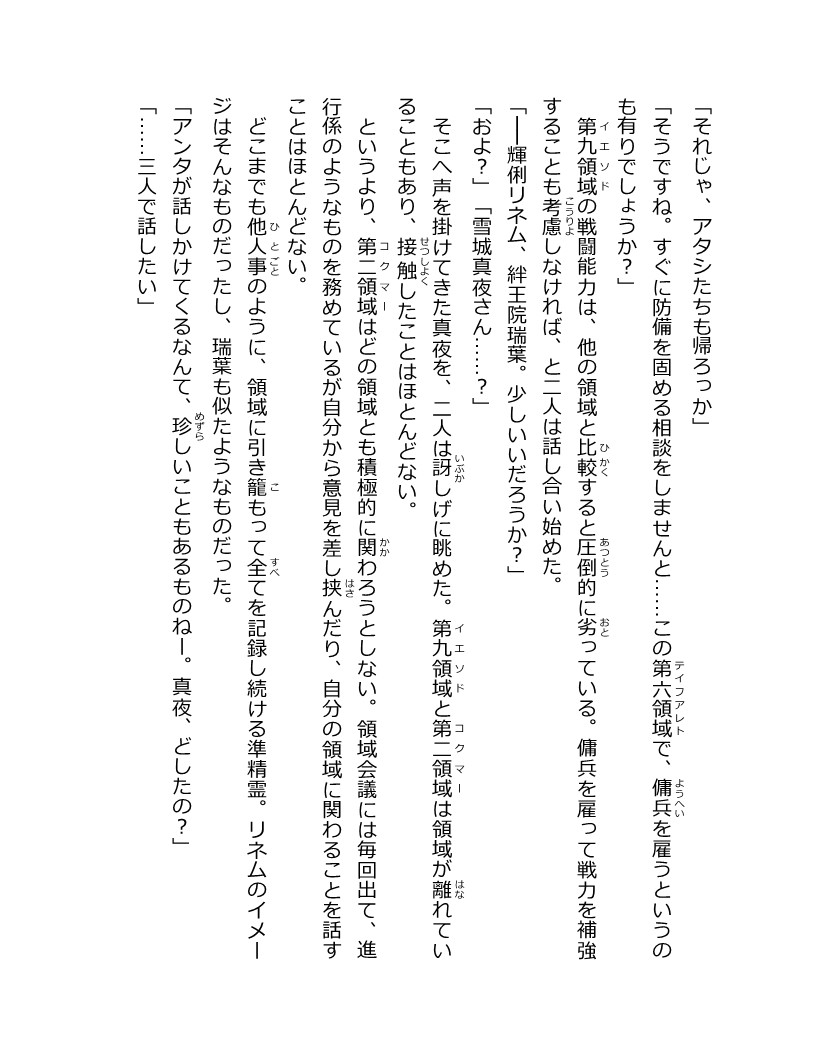 「それじゃ、アタシたちも帰ろっか」
「そうですね。すぐに防備を固める相談をしませんと……この第六領域で、傭兵を雇うというの
も有りでしょうか？」
第九領域の戦闘能力は、他の領域と比較すると圧倒的に劣っている。傭兵を雇って戦力を補強
することも考慮しなければ、と二人は話し合い始めた。
「──輝俐リネム、絆王院瑞葉。少しいいだろうか？」
「およ？」「雪城真夜さん……？」
そこへ声を掛けてきた真夜を、二人は訝しげに眺めた。第九領域と第二領域は領域が離れてい
ることもあり、接触したことはほとんどない。
というより、第二領域はどの領域とも積極的に関わろうとしない。領域会議には毎回出て、進
行係のようなものを務めているが自分から意見を差し挟んだり、自分の領域に関わることを話す
ことはほとんどない。
どこまでも他人事のように、領域に引き籠もって全てを記録し続ける準精霊。リネムのイメー
ジはそんなものだったし、瑞葉も似たようなものだった。
「アンタが話しかけてくるなんて、珍しいこともあるものねー。真夜、どしたの？」
「……三人で話したい」